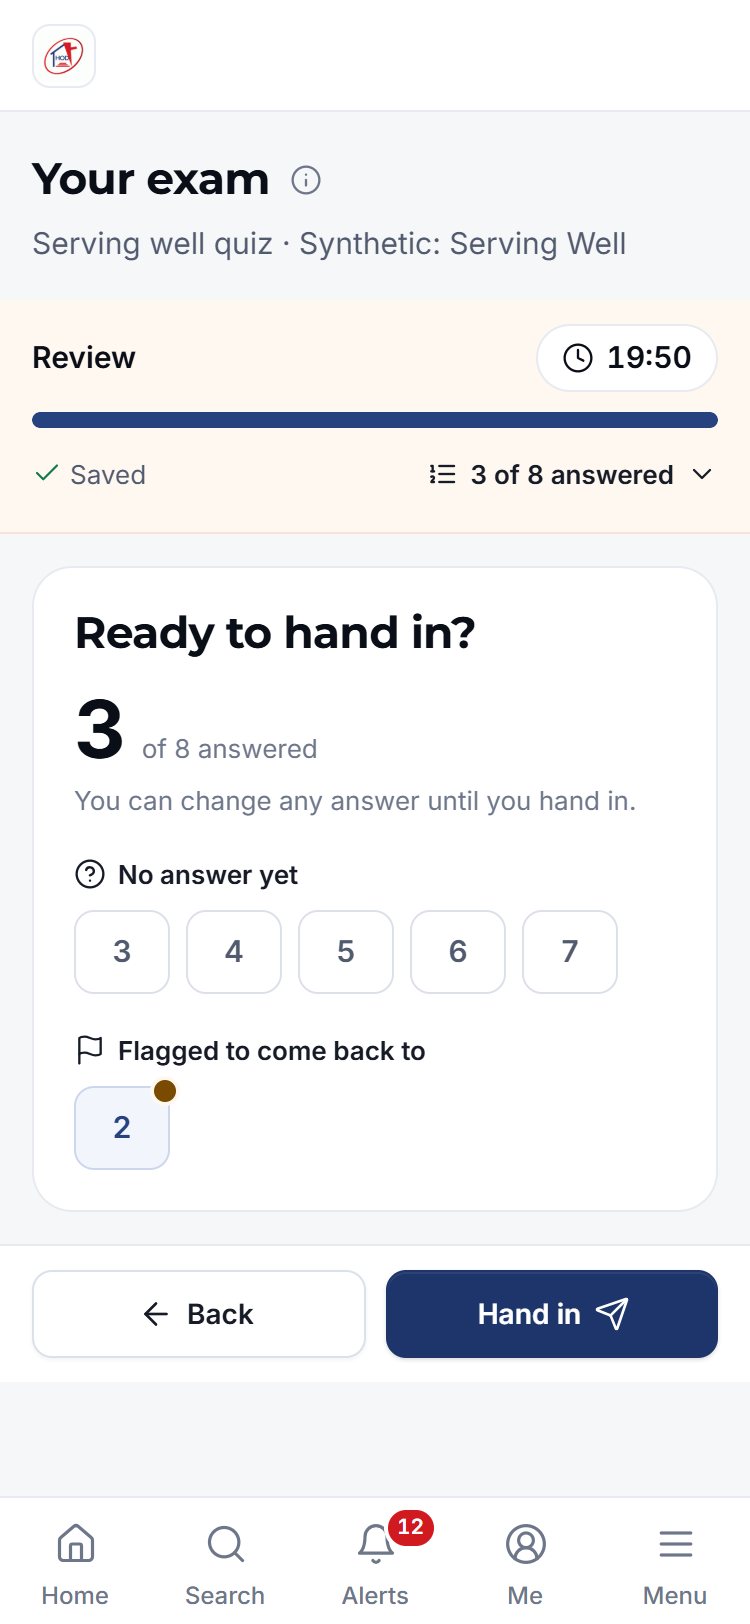 HOD
Your exam
Serving well quiz · Synthetic: Serving Well
Review
19:50
Saved
3 of 8 answered
Ready to hand in?
3 of 8 answered
You can change any answer until you hand in.
No answer yet
3 4 5 6 7
Flagged to come back to
2
Back
Hand in
12
Home Search Alerts Me Menu